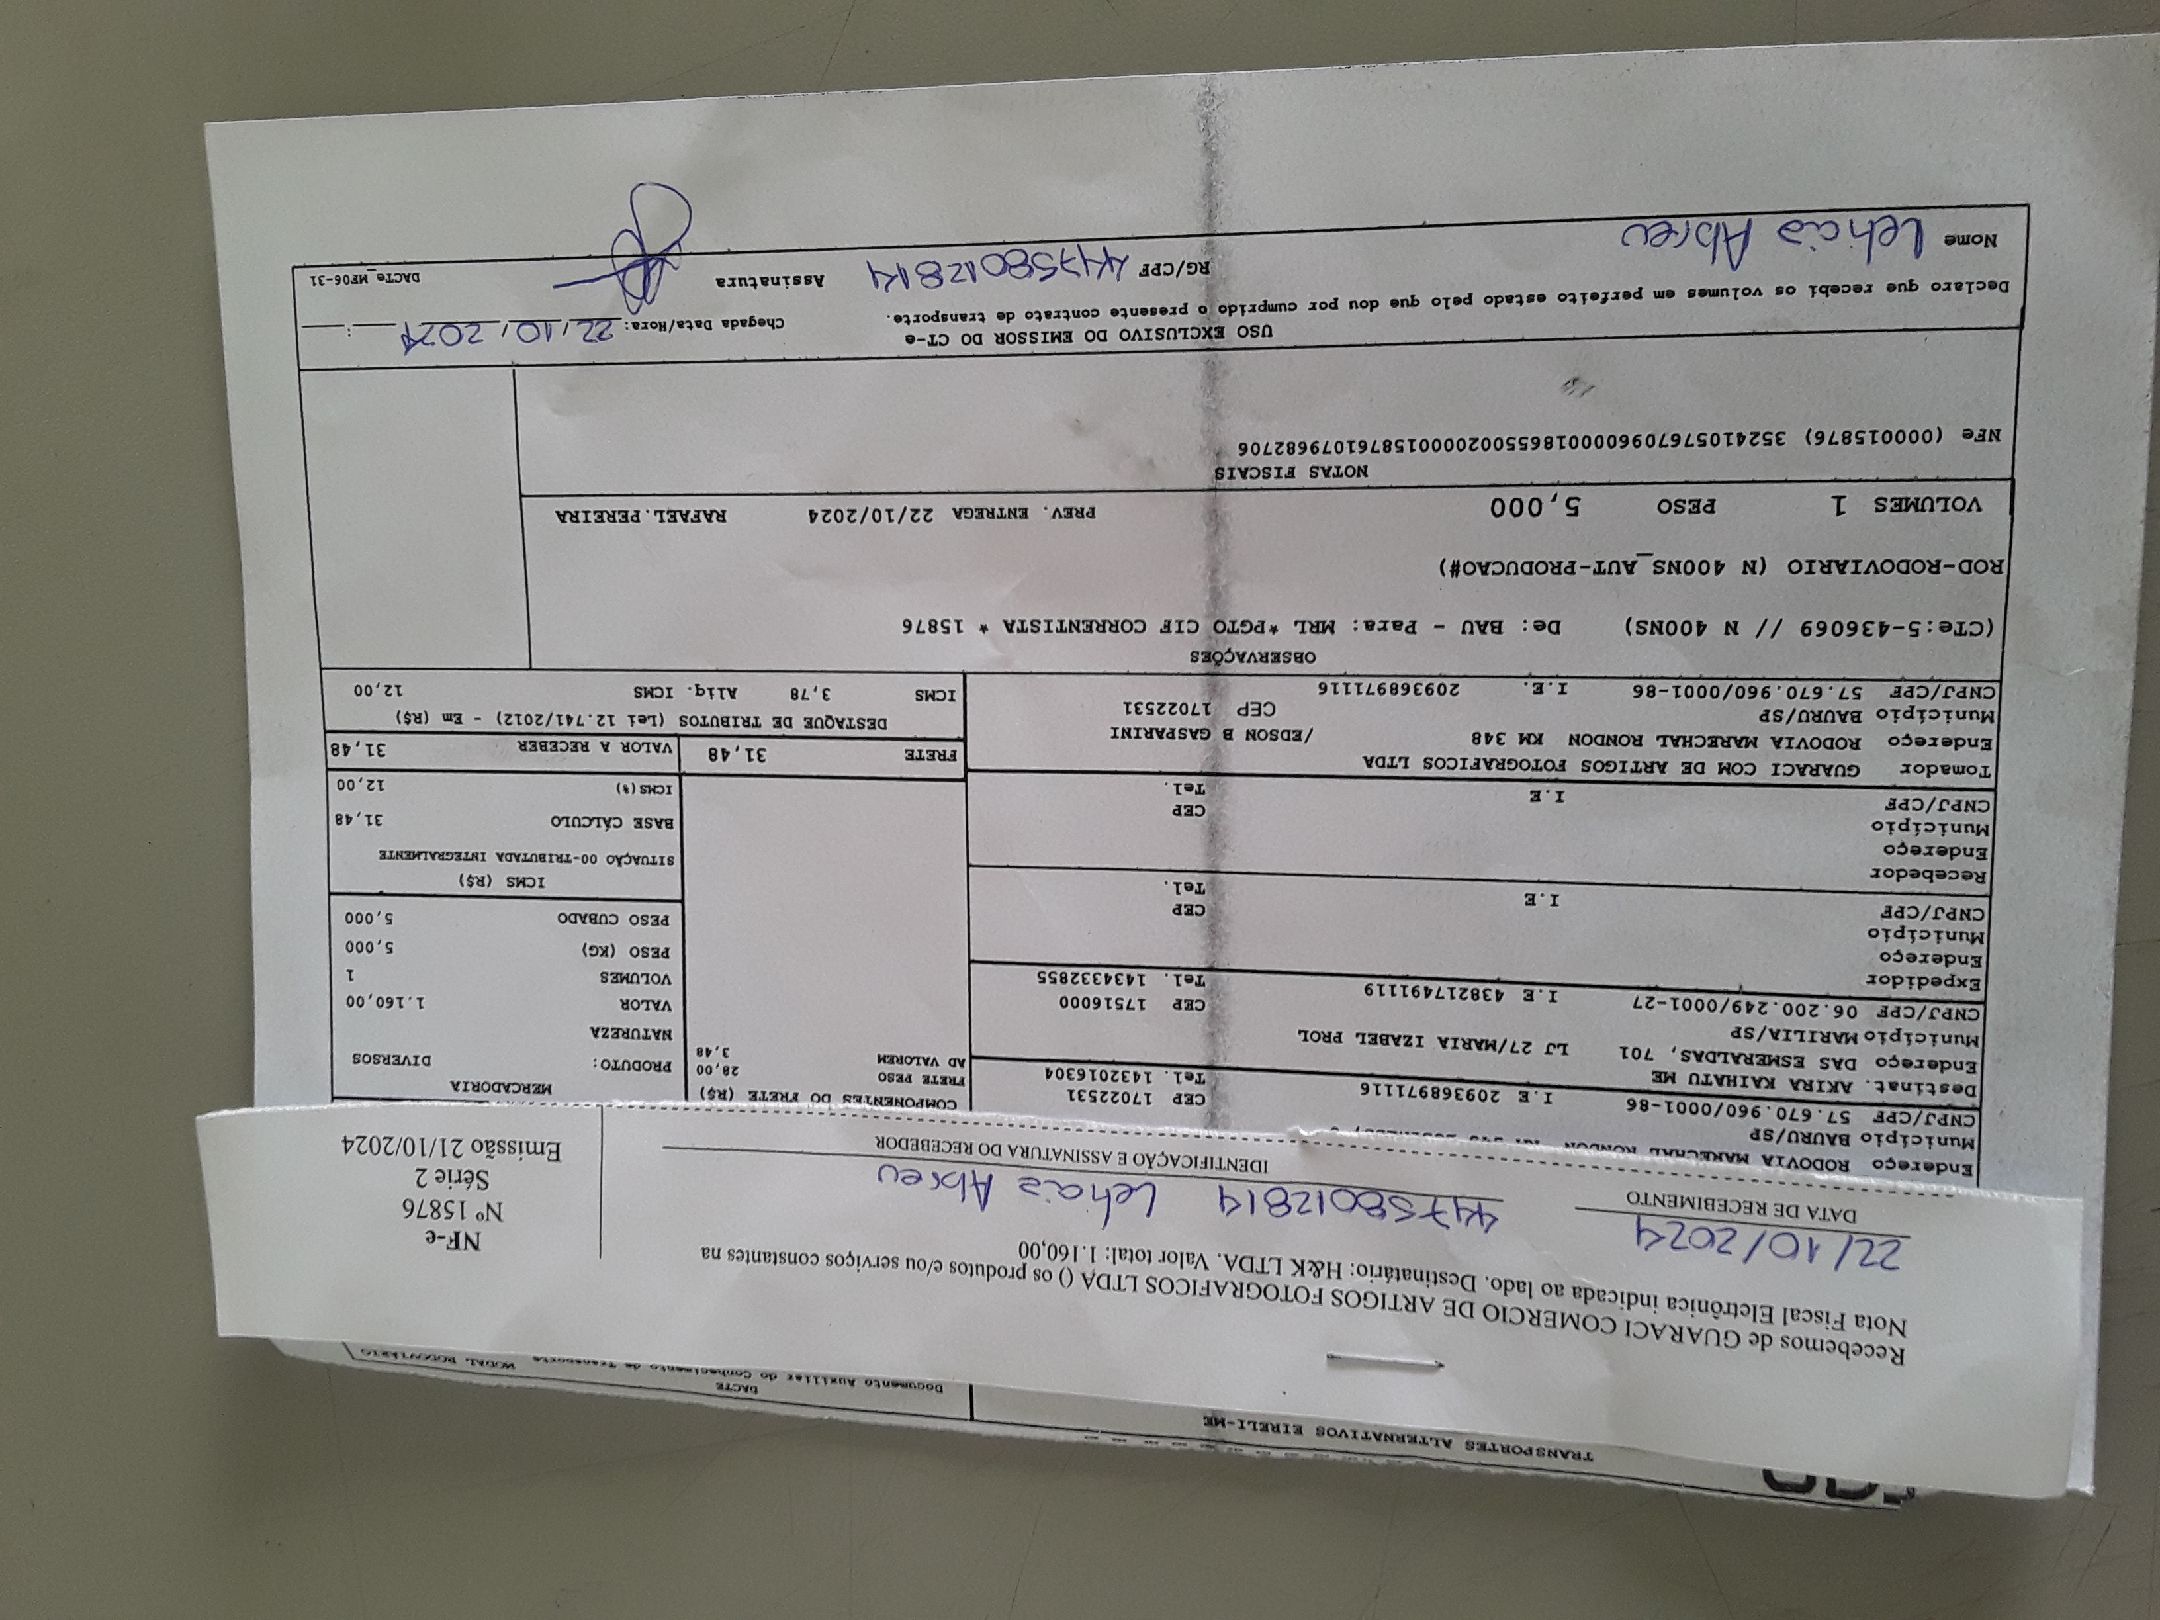 TRANSPORTES ALTERNATIVOS EIRELI-ME
DACTE
Documento Auxiliar do Conhecimento de Transporte MODAL RODOVIÁRIO
Recebemos de GUARACI COMERCIO DE ARTIGOS FOTOGRAFICOS LTDA () os produtos e/ou serviços constantes na
Nota Fiscal Eletrônica indicada ao lado. Destinatário: H&K LTDA. Valor total: 1.160,00
22/10/2024 44758012814 Leticia Abreu
DATA DE RECEBIMENTO IDENTIFICAÇÃO E ASSINATURA DO RECEBEDOR
NF-e
Nº 15876
Série 2
Emissão 21/10/2024
Endereço RODOVIA MARECHAL RONDON
Município BAURU/SP
CNPJ/CPF 57.670.960/0001-86 I.E 209368971116
CEP 17022531
Tel. 1432016304
Destinat. AKIRA KAIHATU ME
Endereço DAS ESMERALDAS, 701 LJ 27/MARIA IZABEL PROL
Município MARILIA/SP CEP 17516000
CNPJ/CPF 06.200.249/0001-27 I.E 438217491119 Tel. 1434332855
Expedidor
Endereço
Município CEP
CNPJ/CPF I.E Tel.
Recebedor
Endereço
Município CEP
CNPJ/CPF I.E Tel.
Tomador GUARACI COM DE ARTIGOS FOTOGRAFICOS LTDA
Endereço RODOVIA MARECHAL RONDON KM 348 /EDSON B GASPARINI
Município BAURU/SP CEP 17022531
CNPJ/CPF 57.670.960/0001-86 I.E. 209368971116
COMPONENTES DO FRETE (R$)
FRETE PESO 28,00
AD VALOREM 3,48
MERCADORIA
PRODUTO: DIVERSOS
NATUREZA
VALOR 1.160,00
VOLUMES 1
PESO (KG) 5,000
PESO CUBADO 5,000
ICMS (R$)
SITUAÇÃO 00-TRIBUTADA INTEGRALMENTE
BASE CÁLCULO 31,48
ICMS(%) 12,00
FRETE 31,48 VALOR A RECEBER 31,48
DESTAQUE DE TRIBUTOS (Lei 12.741/2012) - Em (R$)
ICMS 3,78 Aliq. ICMS 12,00
OBSERVAÇÕES
(CTe:5-436069 // N 400NS) De: BAU - Para: MRL *PGTO CIF CORRENTISTA * 15876
ROD-RODOVIARIO (N 400NS_AUT-PRODUCAO#)
VOLUMES 1 PESO 5,000 PREV. ENTREGA 22/10/2024 RAFAEL.PEREIRA
NOTAS FISCAIS
NFe (000015876) 35241057670960000186550020000158761079682706
USO EXCLUSIVO DO EMISSOR DO CT-e
Declaro que recebi os volumes em perfeito estado pelo que dou por cumprido o presente contrato de transporte. Chegada Data/Hora: 22/10/2024 :
Nome Leticia Abreu RG/CPF 44758012814 Assinatura DACTe_MF06-31